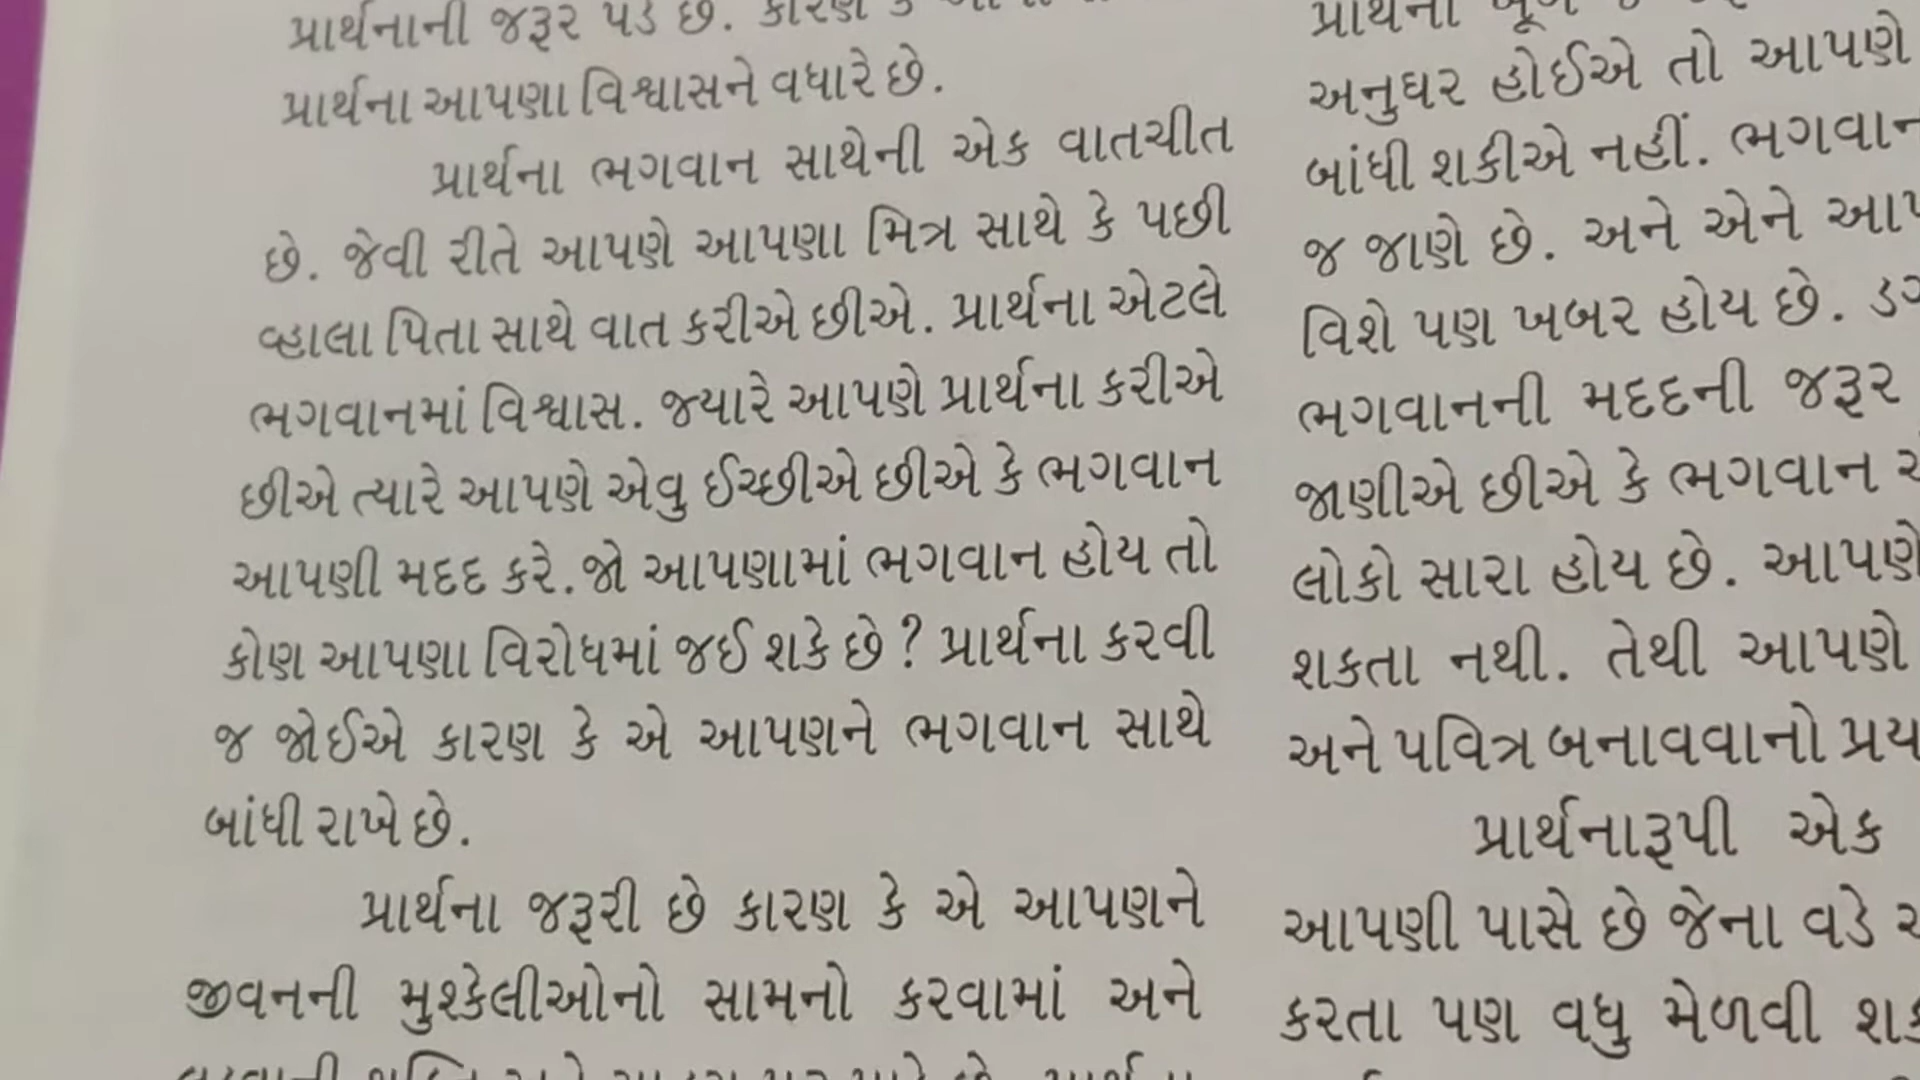 પ્રાર્થનાની જરૂર પડે છે. કારણ કે
પ્રાર્થના આપણા વિશ્વાસને વધારે છે.
પ્રાર્થના ભગવાન સાથેની એક વાતચીત
છે. જેવી રીતે આપણે આપણા મિત્ર સાથે કે પછી
વ્હાલા પિતા સાથે વાત કરીએ છીએ. પ્રાર્થના એટલે
ભગવાનમાં વિશ્વાસ. જ્યારે આપણે પ્રાર્થના કરીએ
છીએ ત્યારે આપણે એવુ ઈચ્છીએ છીએ કે ભગવાન
આપણી મદદ કરે. જો આપણામાં ભગવાન હોય તો
કોણ આપણા વિરોધમાં જઈ શકે છે? પ્રાર્થના કરવી
જ જોઈએ કારણ કે એ આપણને ભગવાન સાથે
બાંધી રાખે છે.
પ્રાર્થના જરૂરી છે કારણ કે એ આપણને
જીવનની મુશ્કેલીઓનો સામનો કરવામાં અને
પ્રાર્થના
અનુઘર હોઈએ તો આપણે
બાંધી શકીએ નહીં. ભગવાન
જ જાણે છે. અને એને
વિશે પણ ખબર હોય છે.
ભગવાનની મદદની જરૂર
જાણીએ છીએ કે ભગવાન
લોકો સારા હોય છે. આપણે
શકતા નથી. તેથી આપણે
અને પવિત્ર બનાવવાનો
પ્રાર્થનારૂપી એક
આપણી પાસે છે જેના વડે
કરતા પણ વધુ મેળવી